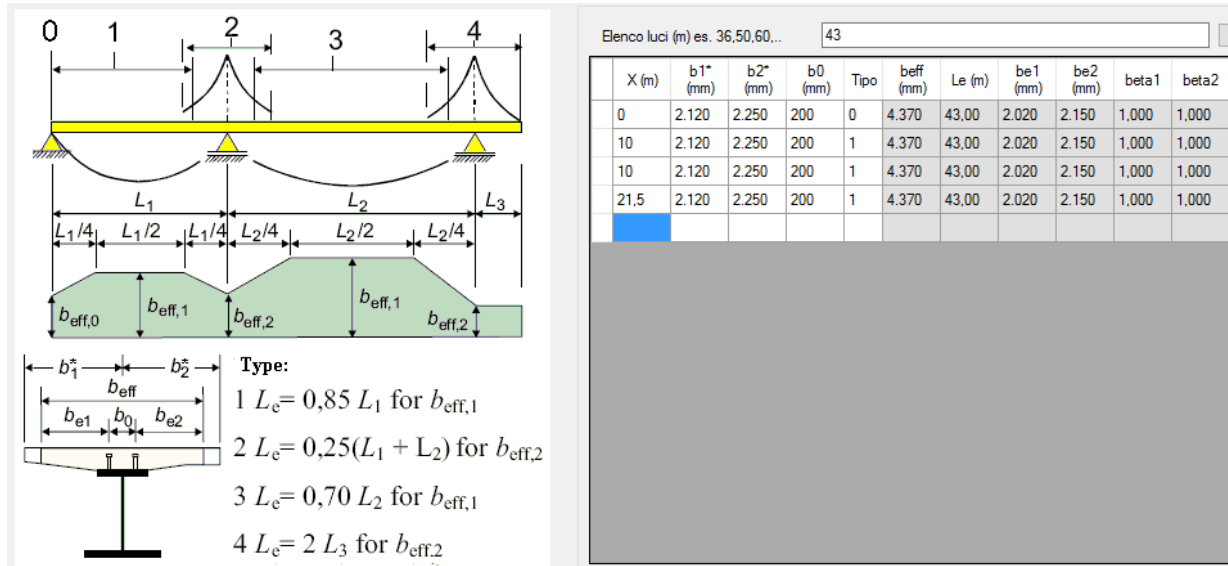 0 1 2 3 4
L1 L2 L3
L1/4 L1/2 L1/4 L2/4 L2/2 L2/4
beff,0 beff,1 beff,2 beff,1 beff,2
b1* b2* Type:
beff
be1 b0 be2
1 Le= 0,85 L1 for beff,1
2 Le= 0,25(L1 + L2) for beff,2
3 Le= 0,70 L2 for beff,1
4 Le= 2 L3 for beff,2
Elenco luci (m) es. 36,50,60,.. 43
X (m) b1* (mm) b2* (mm) b0 (mm) Tipo beff (mm) Le (m) be1 (mm) be2 (mm) beta1 beta2
0 2.120 2.250 200 0 4.370 43,00 2.020 2.150 1,000 1,000
10 2.120 2.250 200 1 4.370 43,00 2.020 2.150 1,000 1,000
10 2.120 2.250 200 1 4.370 43,00 2.020 2.150 1,000 1,000
21,5 2.120 2.250 200 1 4.370 43,00 2.020 2.150 1,000 1,000